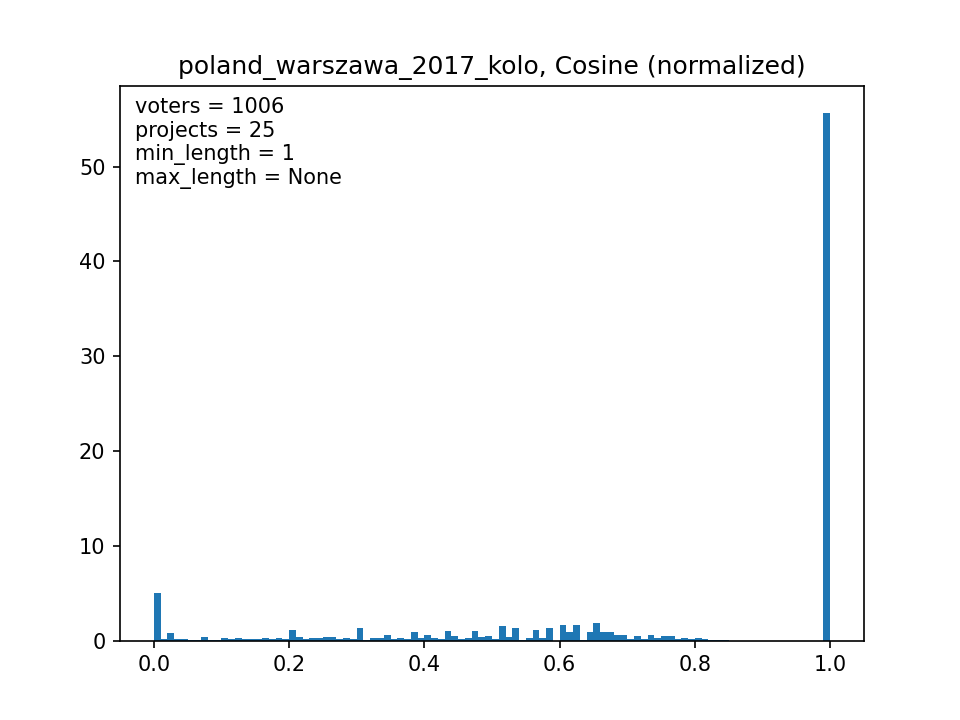 poland_warszawa_2017_kolo, Cosine (normalized)
voters = 1006
projects = 25
min_length = 1
max_length = None
50
40
30
20
10
0
0.0 0.2 0.4 0.6 0.8 1.0